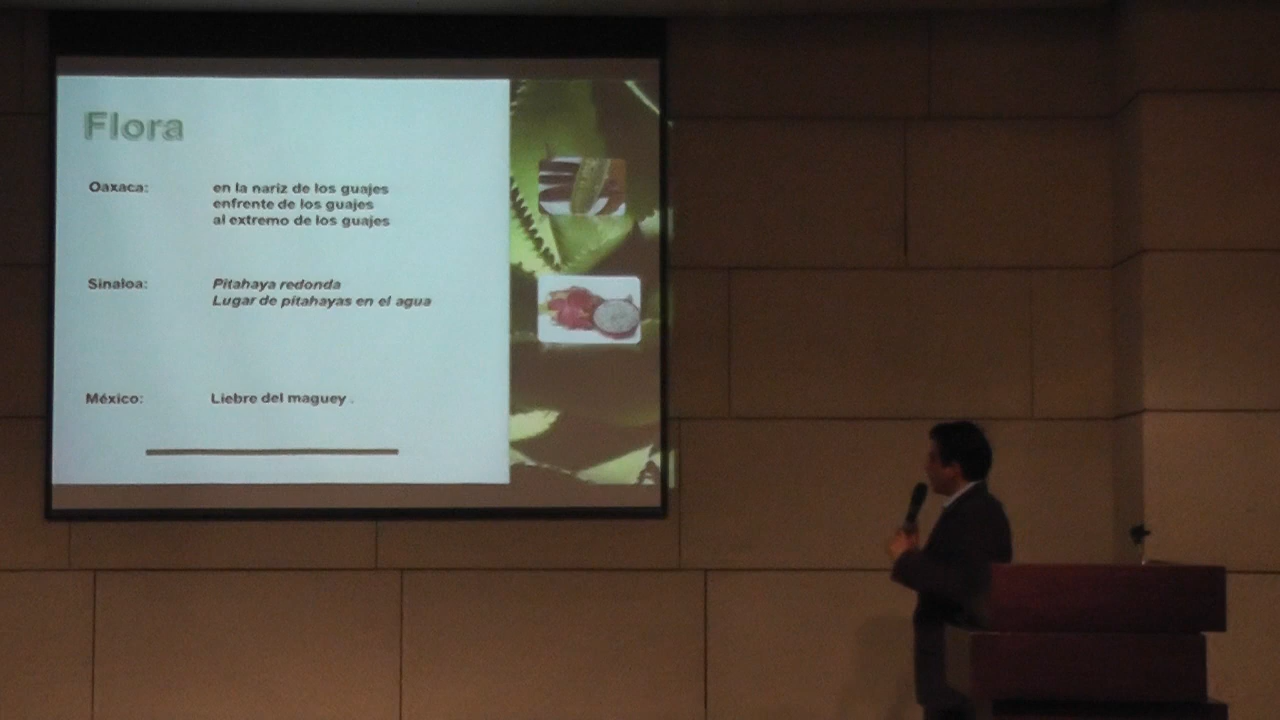 Flora
Oaxaca: en la nariz de los guajes
enfrente de los guajes
al extremo de los guajes
Sinaloa: Pitahaya redonda
Lugar de pitahayas en el agua
México: Liebre del maguey .